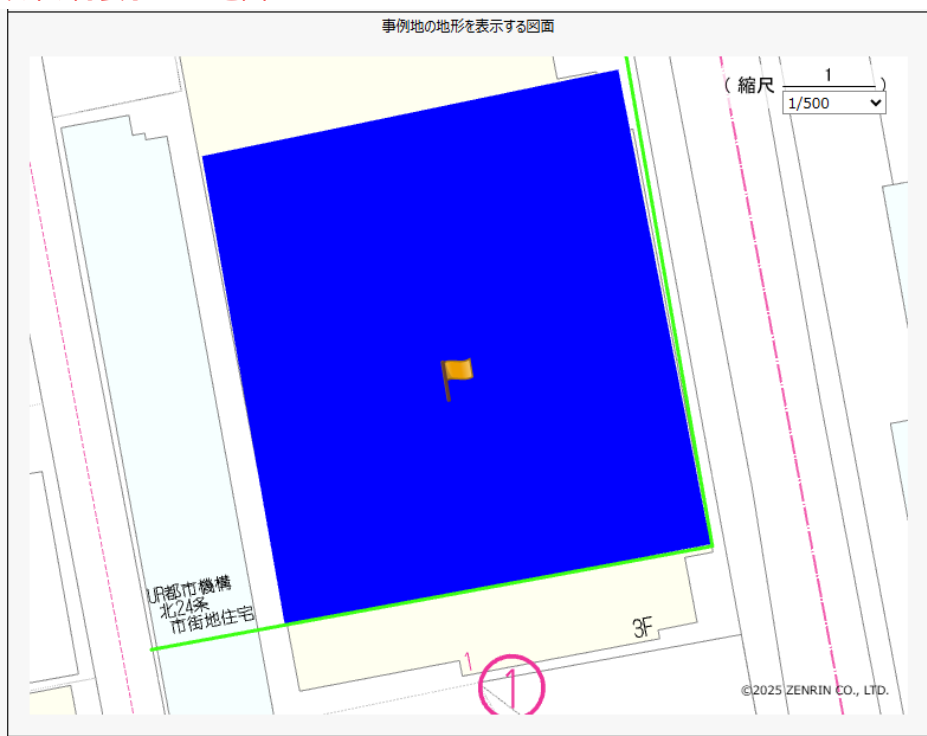 事例地の地形を表示する図面
(縮尺 1
1/500 )
UR都市機構
北24条
市街地住宅
3F
1
1
©2025 ZENRIN CO., LTD.